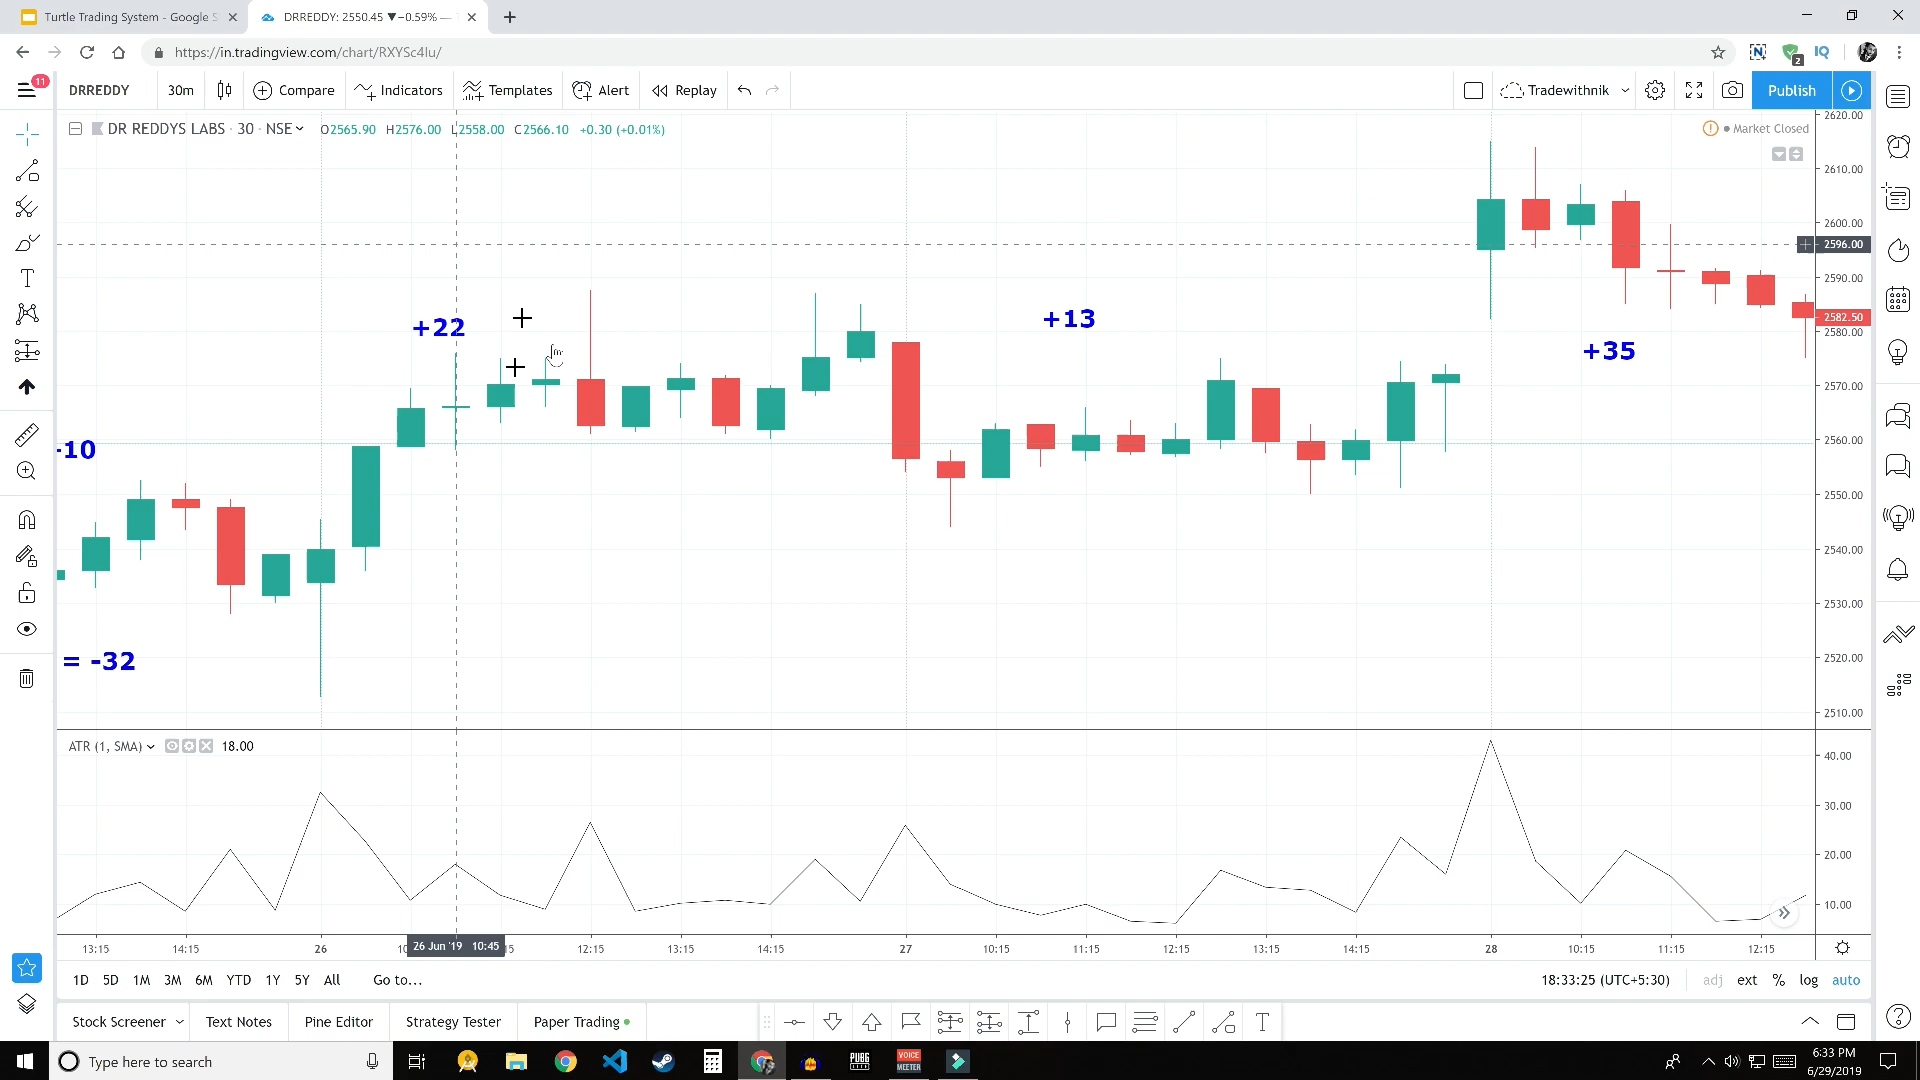 Turtle Trading System - Google S
DRREDDY: 2550.45 ▼−0.59% —
https://in.tradingview.com/chart/RXYSc4lu/
2
11
DRREDDY
30m
Compare
Indicators
Templates
Alert
Replay
Tradewithnik
Publish
DR REDDYS LABS · 30 · NSE
O2565.90 H2576.00 L2558.00 C2566.10 +0.30 (+0.01%)
Market Closed
2620.00
2610.00
2600.00
2596.00
2590.00
2582.50
2580.00
2570.00
2560.00
2550.00
2540.00
2530.00
2520.00
2510.00
+22
+13
+35
-10
= -32
ATR (1, SMA) 18.00
40.00
30.00
20.00
10.00
13:15 14:15 26 26 Jun '19 10:45 12:15 13:15 14:15 27 10:15 11:15 12:15 13:15 14:15 28 10:15 11:15 12:15
1D 5D 1M 3M 6M YTD 1Y 5Y All Go to...
18:33:25 (UTC+5:30) adj ext % log auto
Stock Screener Text Notes Pine Editor Strategy Tester Paper Trading
Type here to search
PUBG
VOICE
MEETER
6:33 PM
6/29/2019